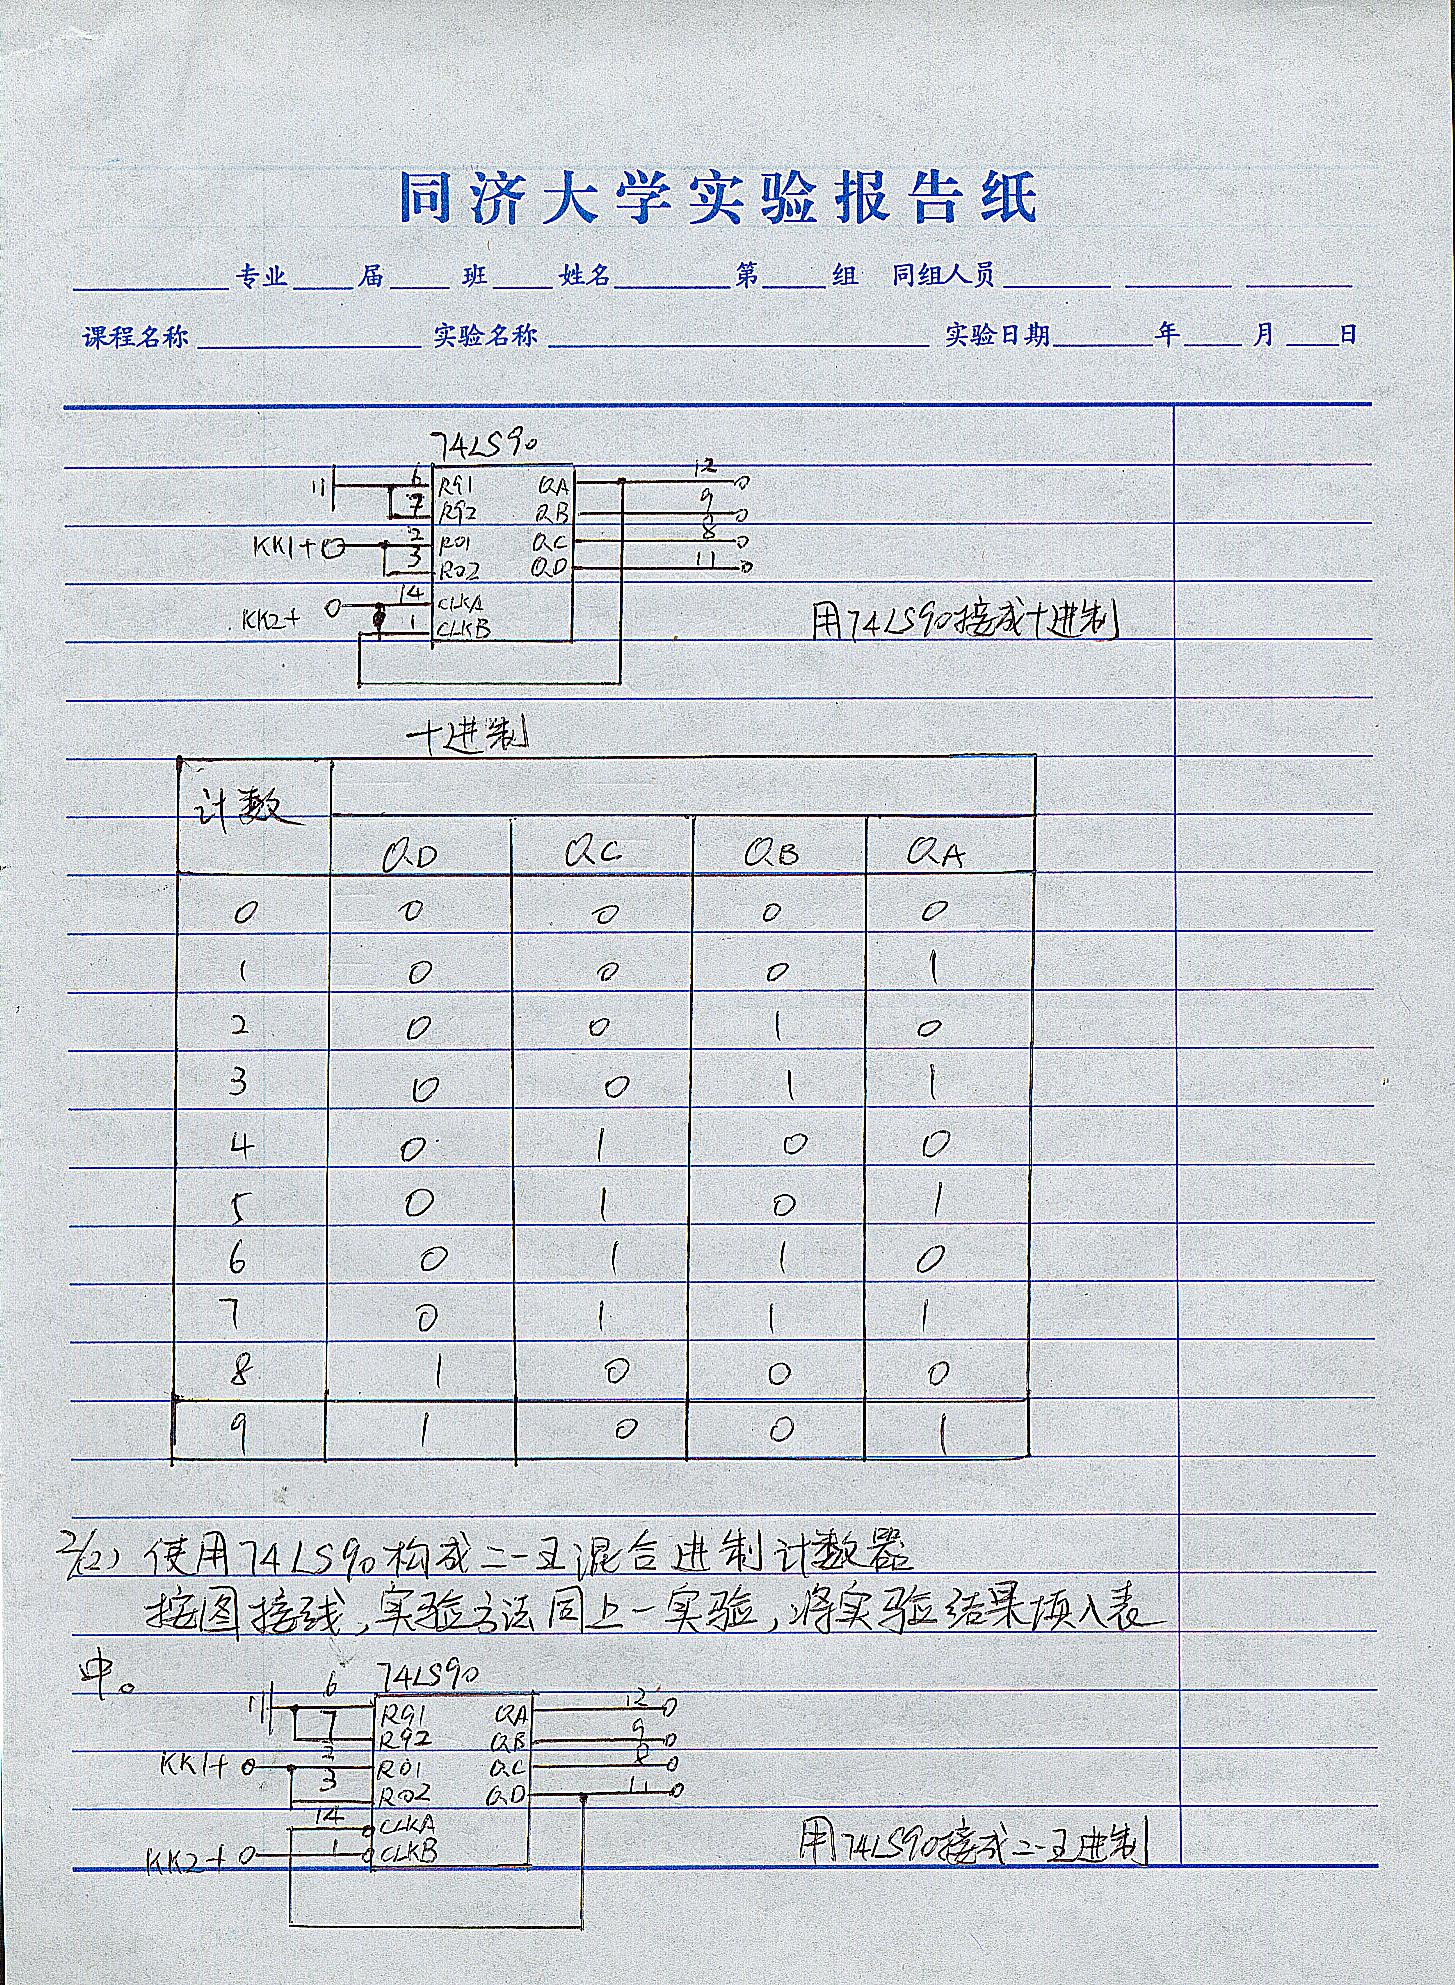 同济大学实验报告纸
专业 届 班 姓名 第 组 同组人员
课程名称 实验名称 实验日期 年 月 日
74LS90
6 R91 QA 12
7 R92 QB 9
KK1+ 2 R01 QC 8
3 R02 QD 11
14 CLKA
KK2+ 1 CLKB
用74LS90接成十进制
十进制
计数
QD QC QB QA
0 0 0 0 0
1 0 0 0 1
2 0 0 1 0
3 0 0 1 1
4 0 1 0 0
5 0 1 0 1
6 0 1 1 0
7 0 1 1 1
8 1 0 0 0
9 1 0 0 1
2/(2) 使用74LS90构成二-五混合进制计数器
按图接线,实验方法同上一实验,将实验结果填入表
中。
74LS90
6 R91 QA 12
7 R92 QB 9
KK1+ 2 R01 QC 8
3 R02 QD 11
14 CLKA
KK2+ 1 CLKB
用74LS90接成二-五进制